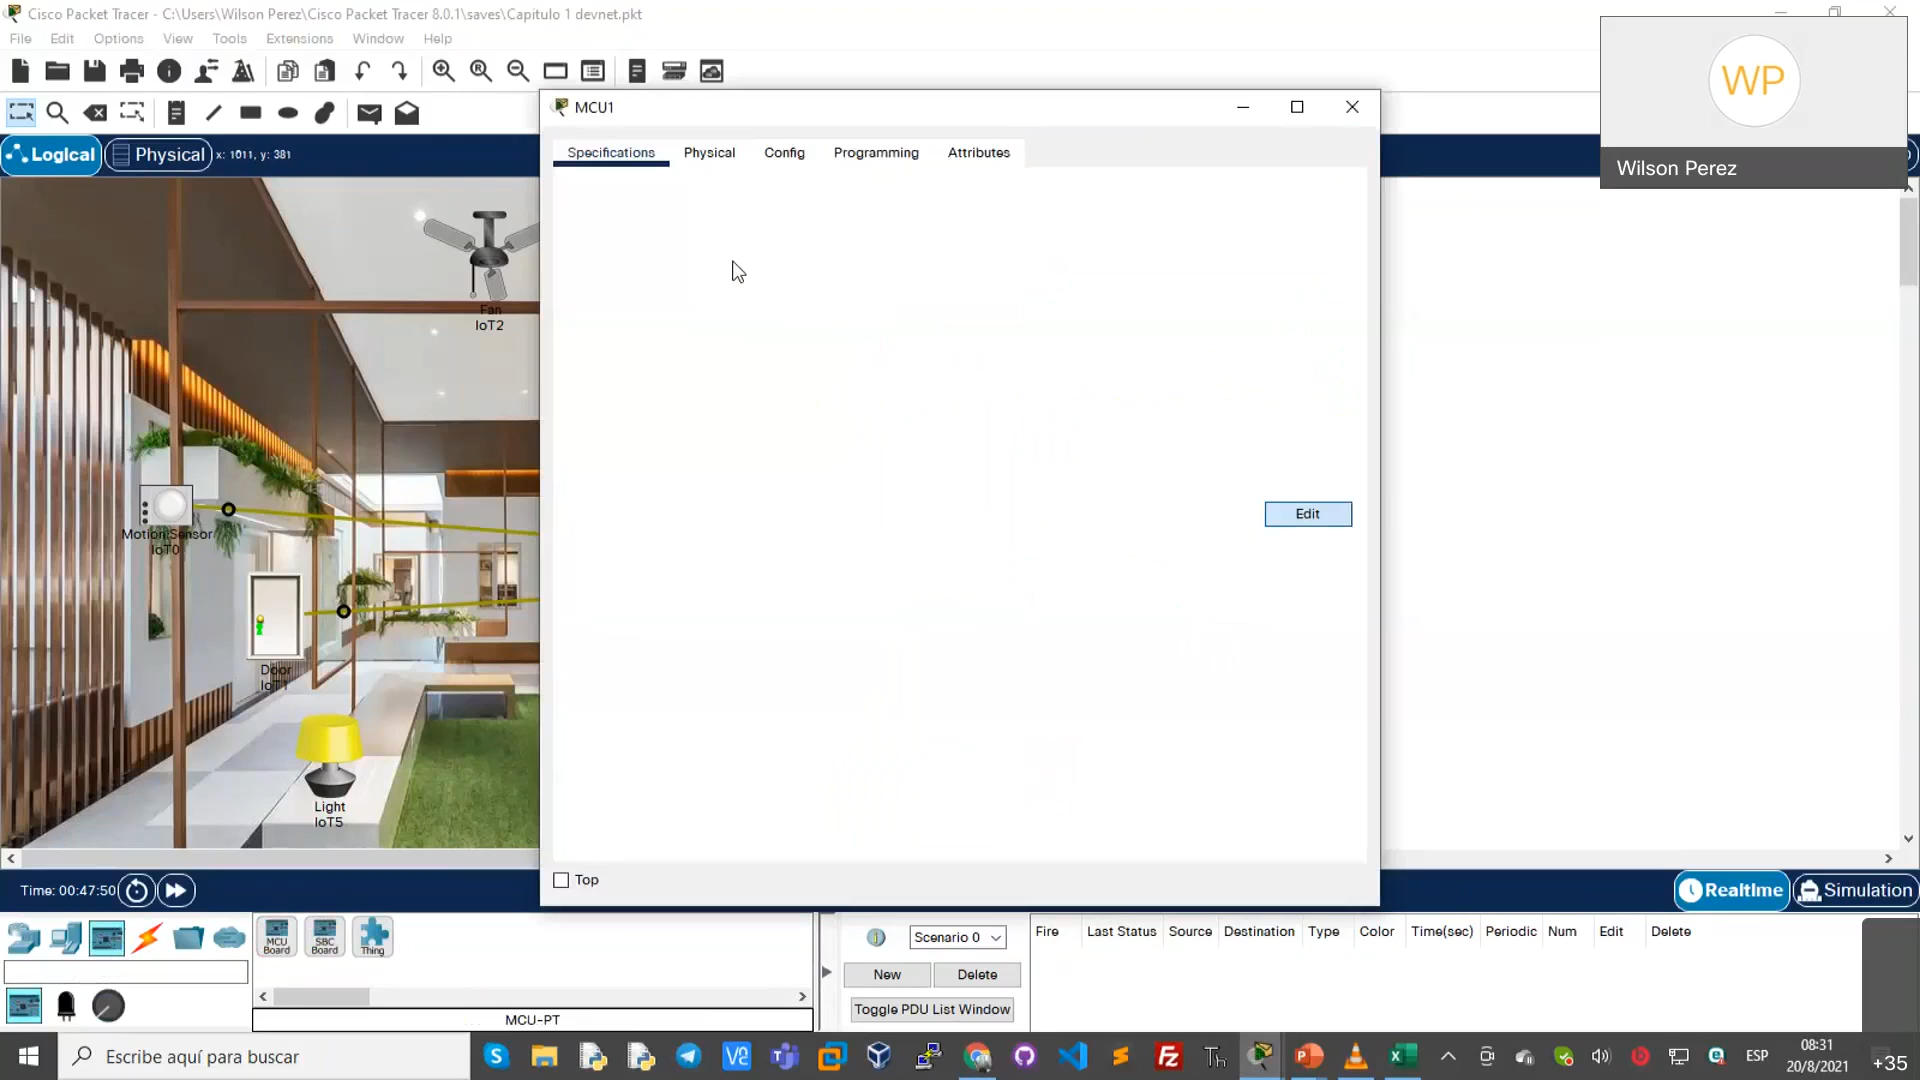 Cisco Packet Tracer - C:\Users\Wilson Perez\Cisco Packet Tracer 8.0.1\saves\Capitulo 1 devnet.pkt
File Edit Options View Tools Extensions Window Help
WP
Wilson Perez
MCU1
Logical Physical x: 1011, y: 381
Specifications Physical Config Programming Attributes
Fan
IoT2
Motion Sensor
IoT0
Edit
Door
IoT1
Light
IoT5
Top
Time: 00:47:50
Realtime Simulation
MCU Board
SBC Board
Thing
Scenario 0
Fire Last Status Source Destination Type Color Time(sec) Periodic Num Edit Delete
New Delete
Toggle PDU List Window
MCU-PT
Escribe aquí para buscar
Th
ESP
08:31
20/8/2021
+35